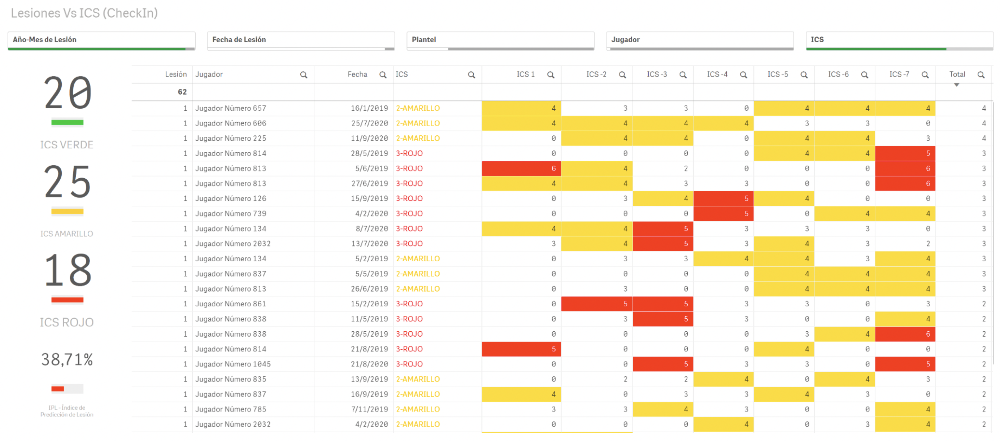 Lesiones Vs ICS (CheckIn)
Año-Mes de Lesión Fecha de Lesión Plantel Jugador ICS
20
ICS VERDE
25
ICS AMARILLO
18
ICS ROJO
38,71%
IPL - Índice de
Predicción de Lesión
Lesión Jugador Fecha ICS ICS 1 ICS -2 ICS -3 ICS -4 ICS -5 ICS -6 ICS -7 Total
62
1 Jugador Número 657 16/1/2019 2-AMARILLO 4 3 3 0 4 4 4 4
1 Jugador Número 606 25/7/2020 2-AMARILLO 4 4 4 4 3 3 0 4
1 Jugador Número 225 11/9/2020 2-AMARILLO 0 4 4 0 4 4 3 4
1 Jugador Número 814 28/5/2019 3-ROJO 0 0 0 0 4 4 5 3
1 Jugador Número 813 5/6/2019 3-ROJO 6 4 2 0 0 0 6 3
1 Jugador Número 813 27/6/2019 3-ROJO 4 4 3 3 0 0 6 3
1 Jugador Número 126 15/9/2019 3-ROJO 0 3 4 5 4 0 0 3
1 Jugador Número 739 4/2/2020 3-ROJO 0 0 0 5 0 4 4 3
1 Jugador Número 134 8/7/2020 3-ROJO 4 4 5 3 3 3 0 3
1 Jugador Número 2032 13/7/2020 3-ROJO 3 4 5 3 4 3 2 3
1 Jugador Número 134 5/2/2019 2-AMARILLO 0 3 3 4 4 3 4 3
1 Jugador Número 837 5/5/2019 2-AMARILLO 0 0 0 0 4 4 4 3
1 Jugador Número 813 26/6/2019 2-AMARILLO 0 3 0 0 4 4 4 3
1 Jugador Número 861 15/2/2019 3-ROJO 0 5 5 3 3 0 3 2
1 Jugador Número 838 11/5/2019 3-ROJO 0 3 5 3 0 0 4 2
1 Jugador Número 838 28/5/2019 3-ROJO 0 0 0 0 3 4 6 2
1 Jugador Número 814 21/8/2019 3-ROJO 5 0 0 0 4 0 0 2
1 Jugador Número 1045 21/8/2020 3-ROJO 0 0 5 3 3 0 5 2
1 Jugador Número 835 13/9/2019 2-AMARILLO 0 2 2 4 0 4 3 2
1 Jugador Número 837 16/9/2019 2-AMARILLO 4 0 3 3 4 3 0 2
1 Jugador Número 785 7/11/2019 2-AMARILLO 3 3 4 3 0 0 4 2
1 Jugador Número 2032 4/2/2020 2-AMARILLO 0 0 0 4 0 3 4 2